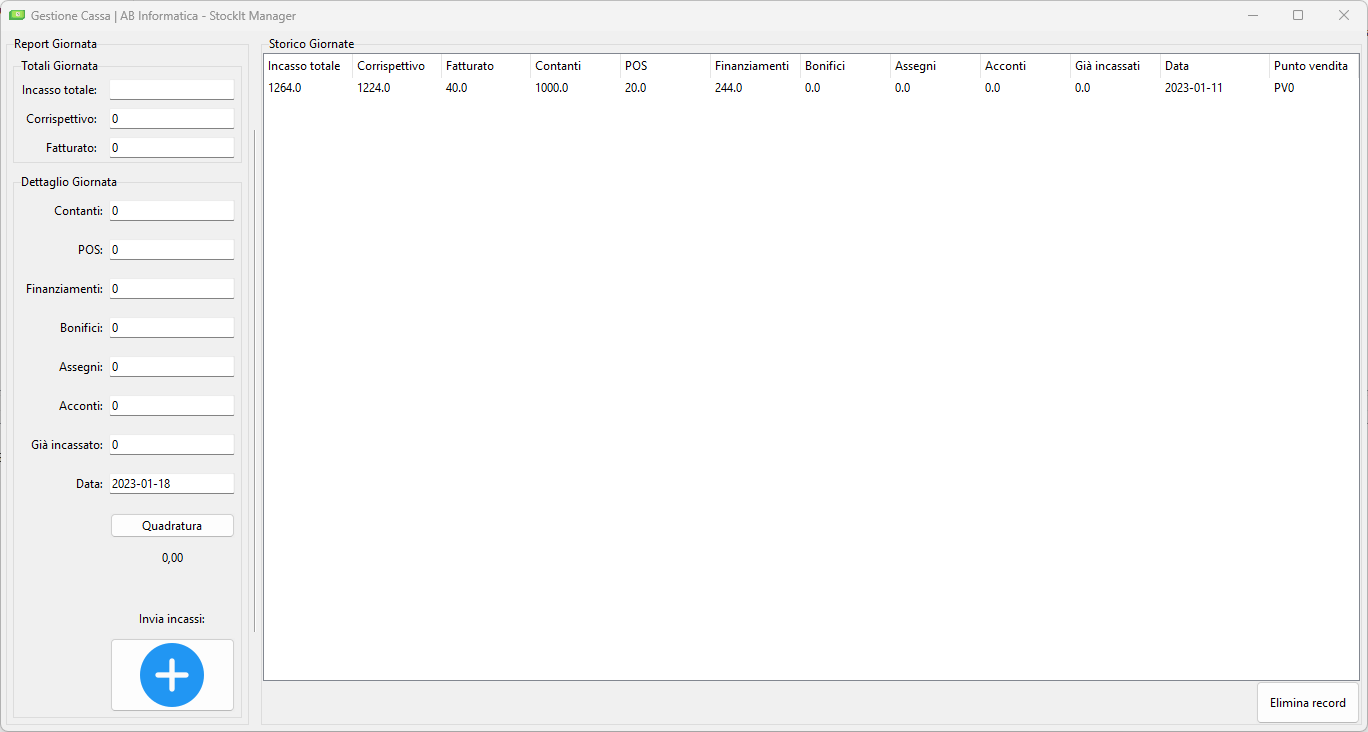 Gestione Cassa | AB Informatica - StockIt Manager
Report Giornata
Totali Giornata
Incasso totale:
Corrispettivo: 0
Fatturato: 0
Dettaglio Giornata
Contanti: 0
POS: 0
Finanziamenti: 0
Bonifici: 0
Assegni: 0
Acconti: 0
Già incassato: 0
Data: 2023-01-18
Quadratura
0,00
Invia incassi:
Storico Giornate
Incasso totale Corrispettivo Fatturato Contanti POS Finanziamenti Bonifici Assegni Acconti Già incassati Data Punto vendita
1264.0 1224.0 40.0 1000.0 20.0 244.0 0.0 0.0 0.0 0.0 2023-01-11 PV0
Elimina record